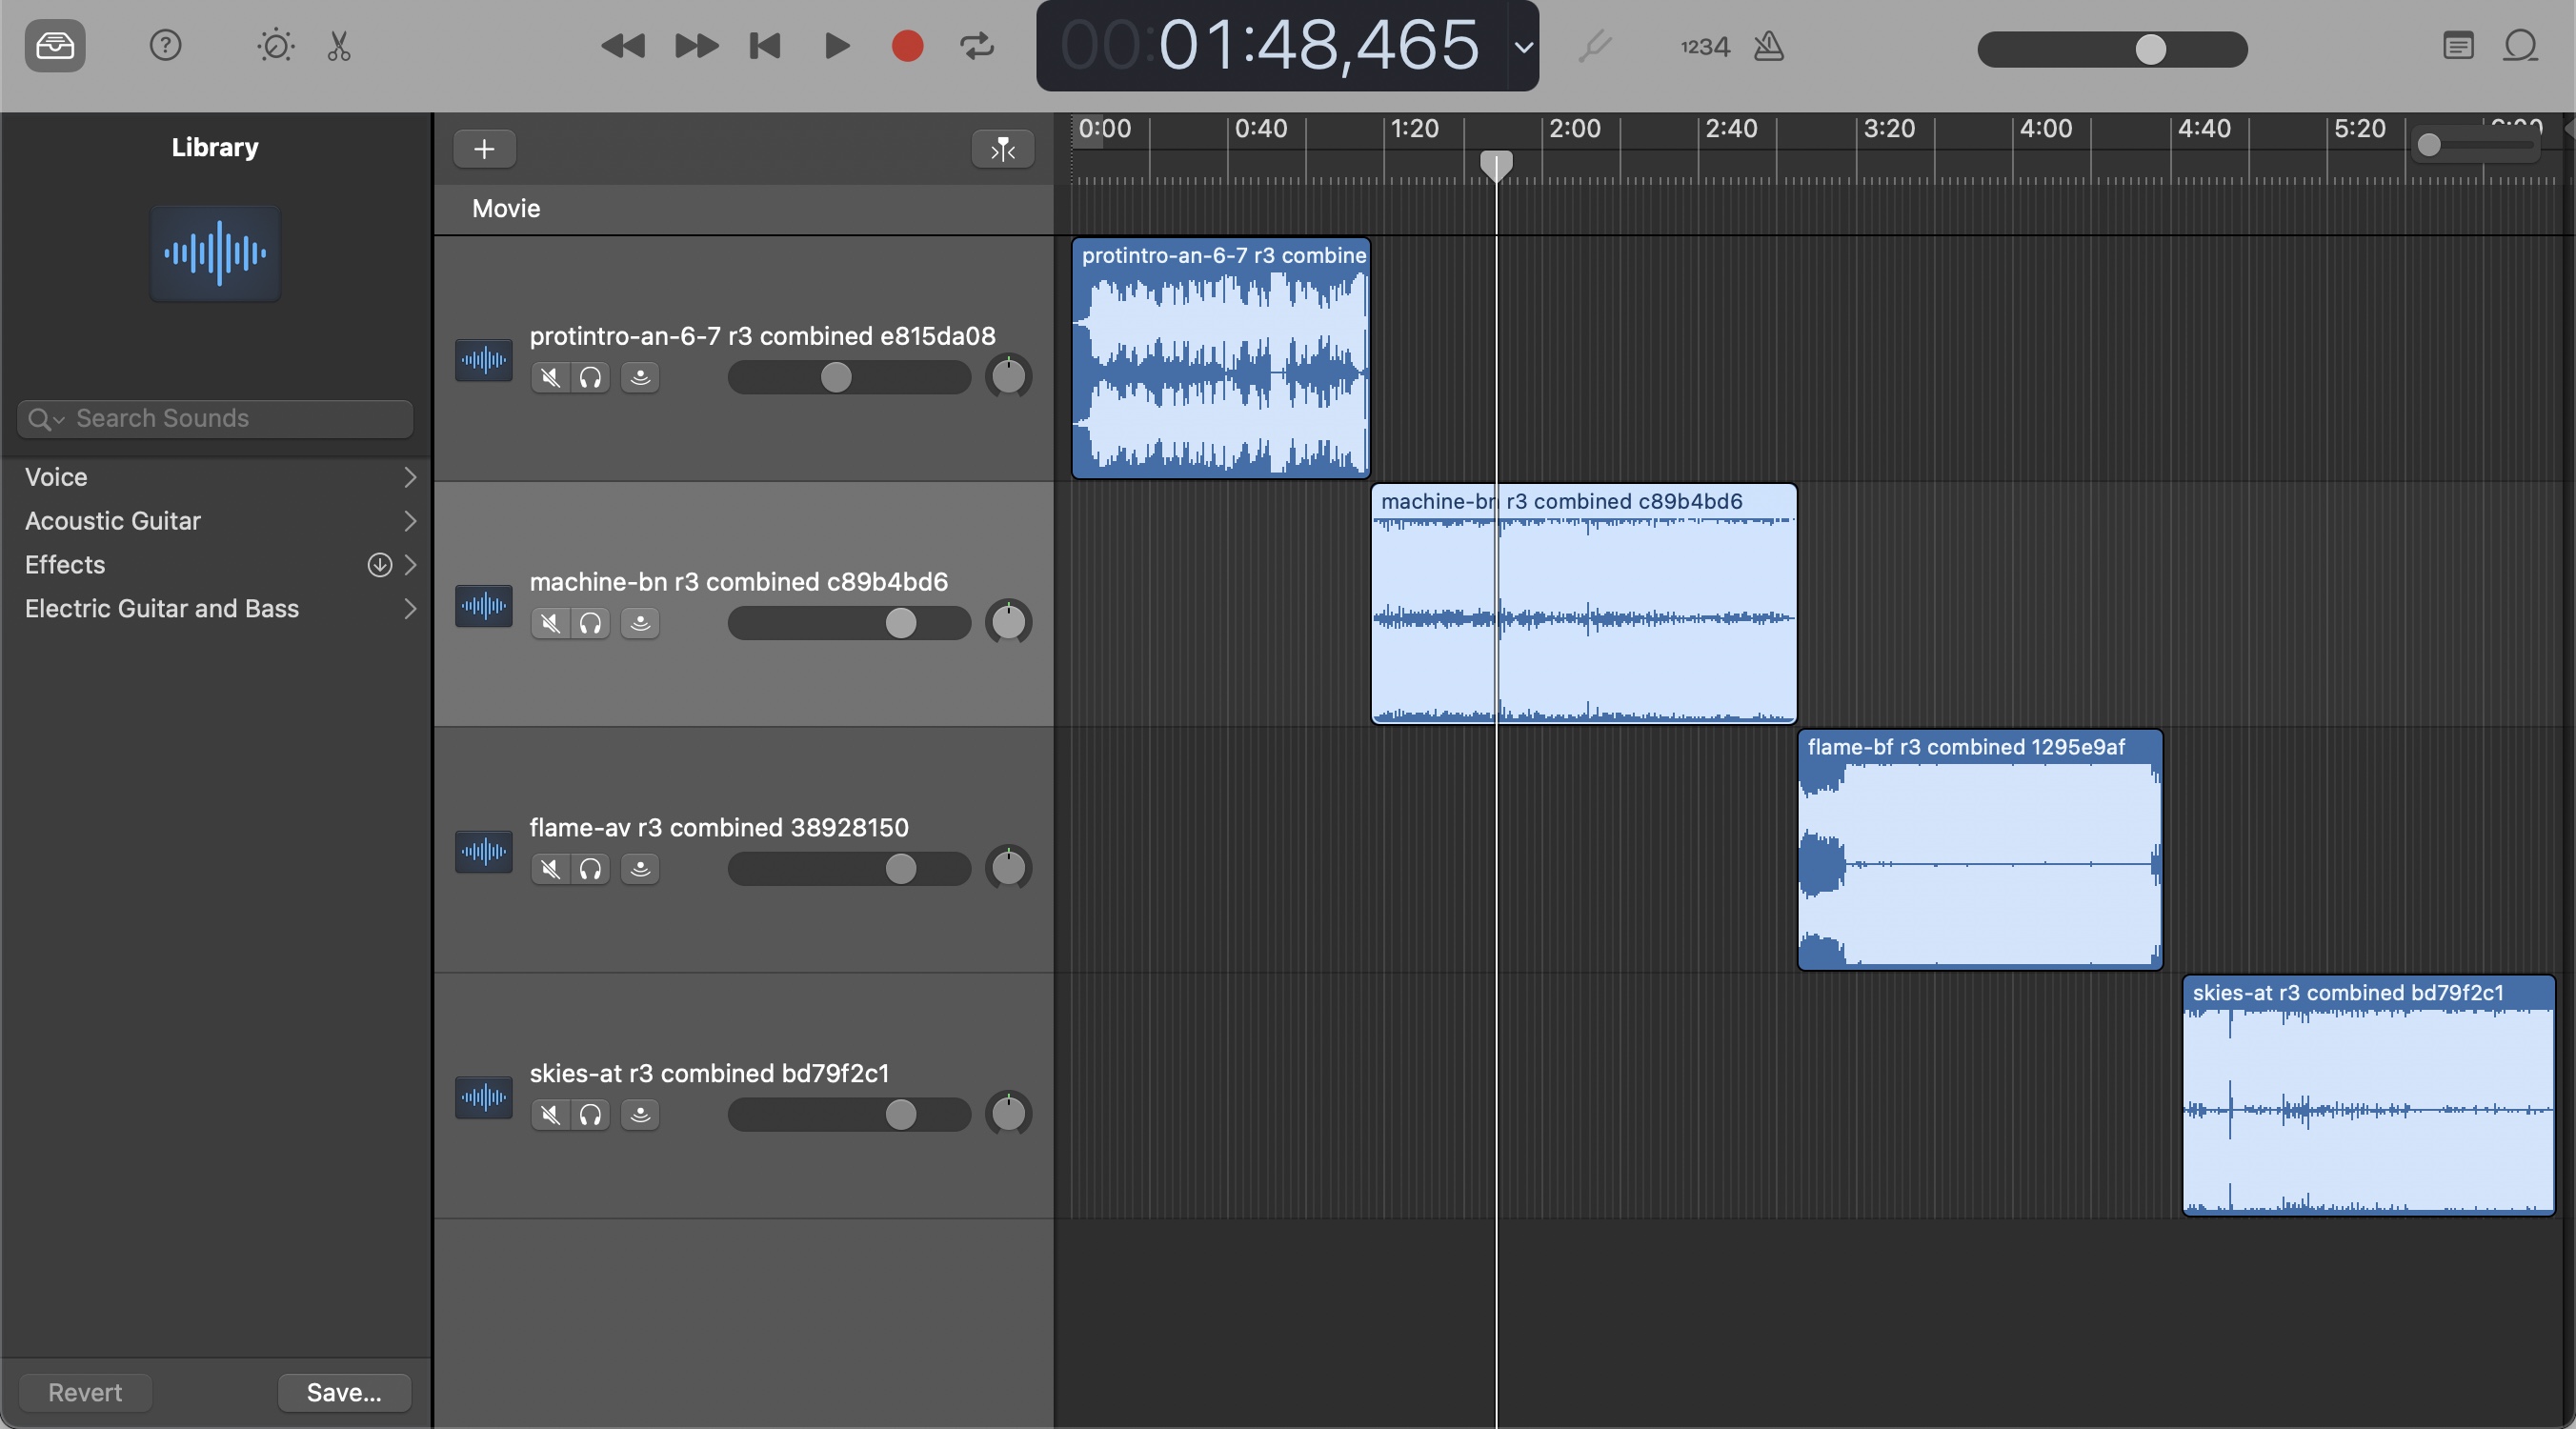 00:01:48,465
1234
Library
Search Sounds
Voice
Acoustic Guitar
Effects
Electric Guitar and Bass
Revert
Save...
0:00 0:40 1:20 2:00 2:40 3:20 4:00 4:40 5:20
Movie
protintro-an-6-7 r3 combined e815da08
machine-bn r3 combined c89b4bd6
flame-av r3 combined 38928150
skies-at r3 combined bd79f2c1
protintro-an-6-7 r3 combine
machine-bn r3 combined c89b4bd6
flame-bf r3 combined 1295e9af
skies-at r3 combined bd79f2c1